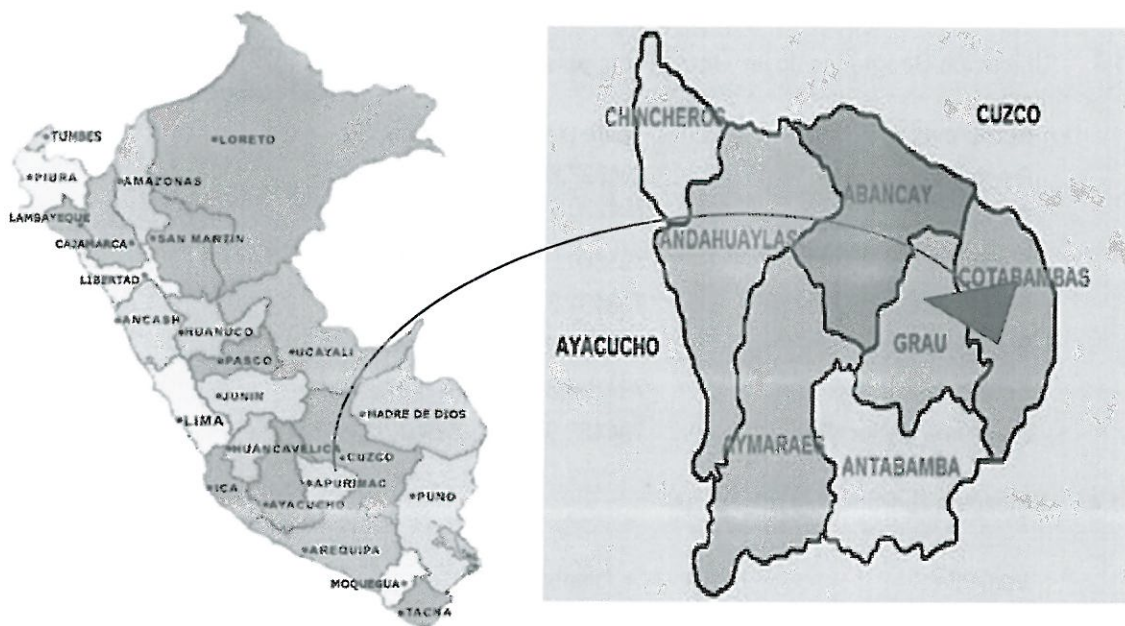 TUMBES
LORETO
PIURA
AMAZONAS
LAMBAYEQUE
SAN MARTIN
CAJAMARCA
LIBERTAD
ANCASH
HUANUCO
UCAYALI
PASCO
JUNIN
LIMA
MADRE DE DIOS
HUANCAVELICA
CUZCO
ICA
APURIMAC
PUNO
AYACUCHO
AREQUIPA
MOQUEGUA
TACNA
CHINCHEROS
CUZCO
ABANCAY
ANDAHUAYLAS
COTABAMBAS
AYACUCHO
GRAU
AYMARAES
ANTABAMBA